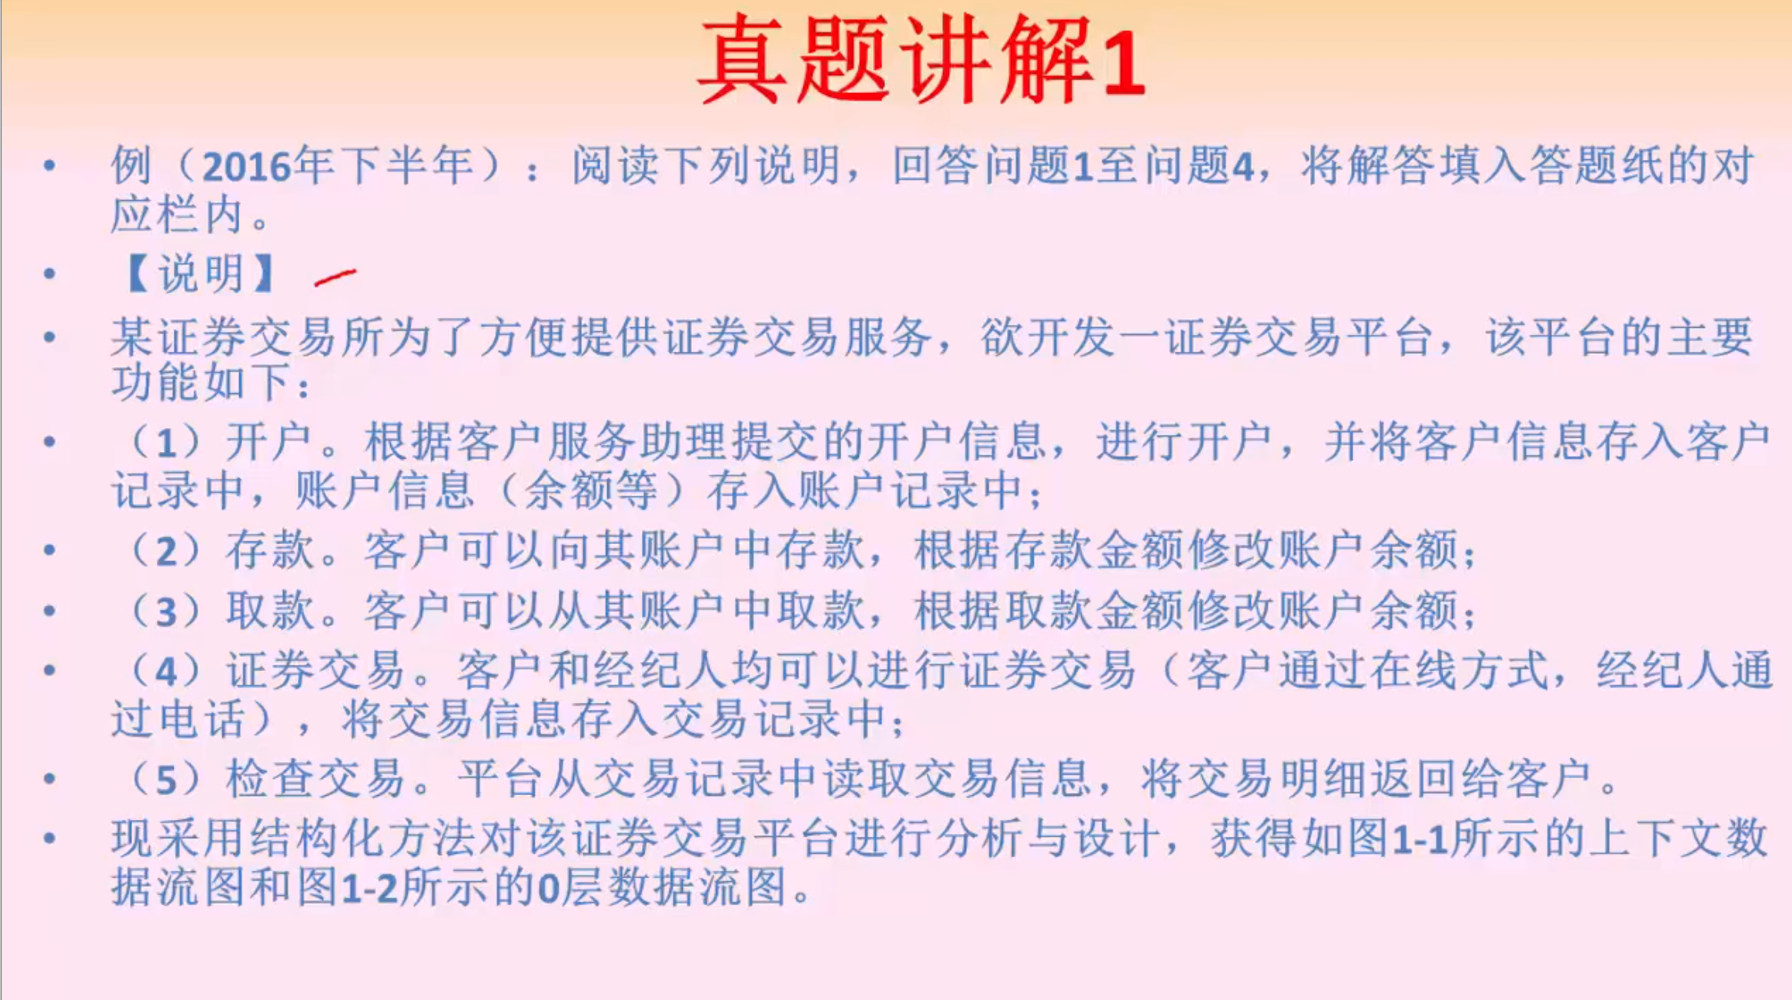 真题讲解1
• 例（2016年下半年）：阅读下列说明，回答问题1至问题4，将解答填入答题纸的对
应栏内。
• 【说明】
• 某证券交易所为了方便提供证券交易服务，欲开发一证券交易平台，该平台的主要
功能如下：
• （1）开户。根据客户服务助理提交的开户信息，进行开户，并将客户信息存入客户
记录中，账户信息（余额等）存入账户记录中；
• （2）存款。客户可以向其账户中存款，根据存款金额修改账户余额；
• （3）取款。客户可以从其账户中取款，根据取款金额修改账户余额；
• （4）证券交易。客户和经纪人均可以进行证券交易（客户通过在线方式，经纪人通
过电话），将交易信息存入交易记录中；
• （5）检查交易。平台从交易记录中读取交易信息，将交易明细返回给客户。
• 现采用结构化方法对该证券交易平台进行分析与设计，获得如图1-1所示的上下文数
据流图和图1-2所示的0层数据流图。